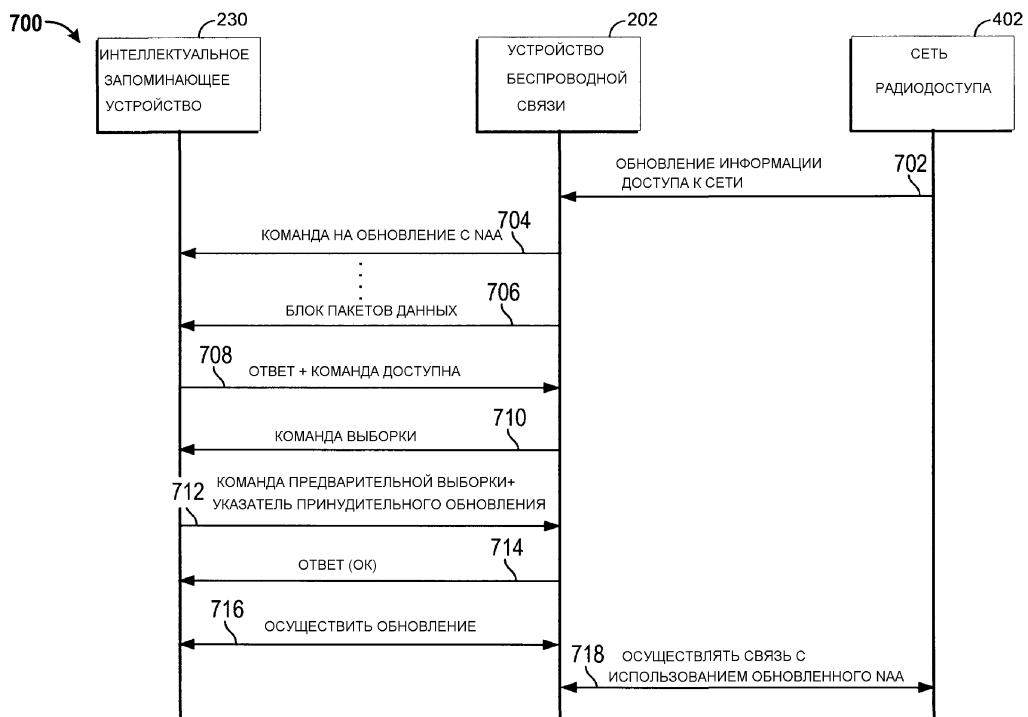 700
230
202
402
ИНТЕЛЛЕКТУАЛЬНОЕ
ЗАПОМИНАЮЩЕЕ
УСТРОЙСТВО
УСТРОЙСТВО
БЕСПРОВОДНОЙ
СВЯЗИ
СЕТЬ
РАДИОДОСТУПА
ОБНОВЛЕНИЕ ИНФОРМАЦИИ
ДОСТУПА К СЕТИ
702
КОМАНДА НА ОБНОВЛЕНИЕ С NAA
704
БЛОК ПАКЕТОВ ДАННЫХ
706
708
ОТВЕТ + КОМАНДА ДОСТУПНА
КОМАНДА ВЫБОРКИ
710
КОМАНДА ПРЕДВАРИТЕЛЬНОЙ ВЫБОРКИ+
712
УКАЗАТЕЛЬ ПРИНУДИТЕЛЬНОГО ОБНОВЛЕНИЯ
ОТВЕТ (ОК)
714
716
ОСУЩЕСТВИТЬ ОБНОВЛЕНИЕ
718
ОСУЩЕСТВЛЯТЬ СВЯЗЬ С
ИСПОЛЬЗОВАНИЕМ ОБНОВЛЕННОГО NAA